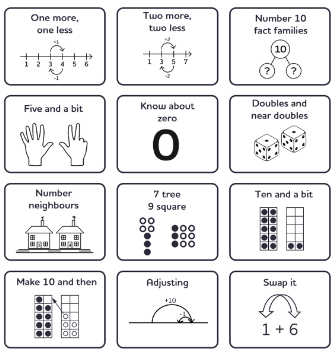 One more,
one less
+1
1 2 3 4 5 6
-1
Two more,
two less
+2
1 3 5 7
-2
Number 10
fact families
10
? ?
Five and a bit
Know about
zero
0
Doubles and
near doubles
Number
neighbours
7 tree
9 square
Ten and a bit
Make 10 and then
Adjusting
+10
-1
Swap it
1 + 6